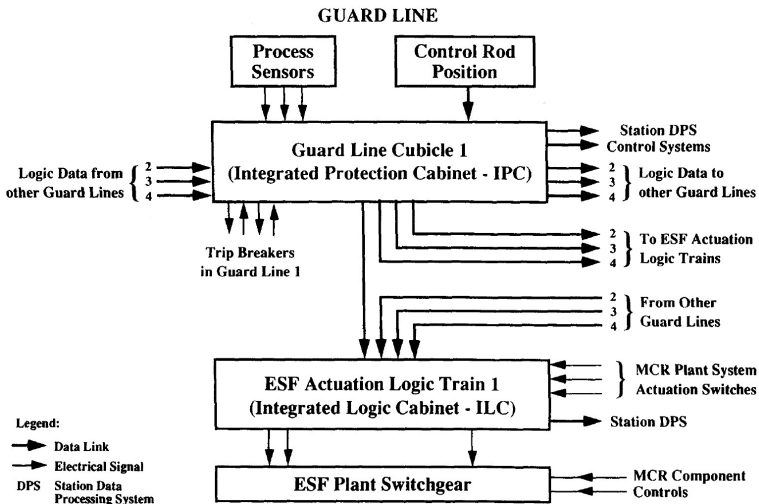 GUARD LINE
Process
Sensors
Control Rod
Position
Guard Line Cubicle 1
(Integrated Protection Cabinet - IPC)
Station DPS
Control Systems
Logic Data from
other Guard Lines
2
3
4
2
3
4
Logic Data to
other Guard Lines
Trip Breakers
in Guard Line 1
2
3
4
To ESF Actuation
Logic Trains
2
3
4
From Other
Guard Lines
ESF Actuation Logic Train 1
(Integrated Logic Cabinet - ILC)
MCR Plant System
Actuation Switches
Station DPS
Legend:
Data Link
Electrical Signal
DPS Station Data
Processing System
ESF Plant Switchgear
MCR Component
Controls